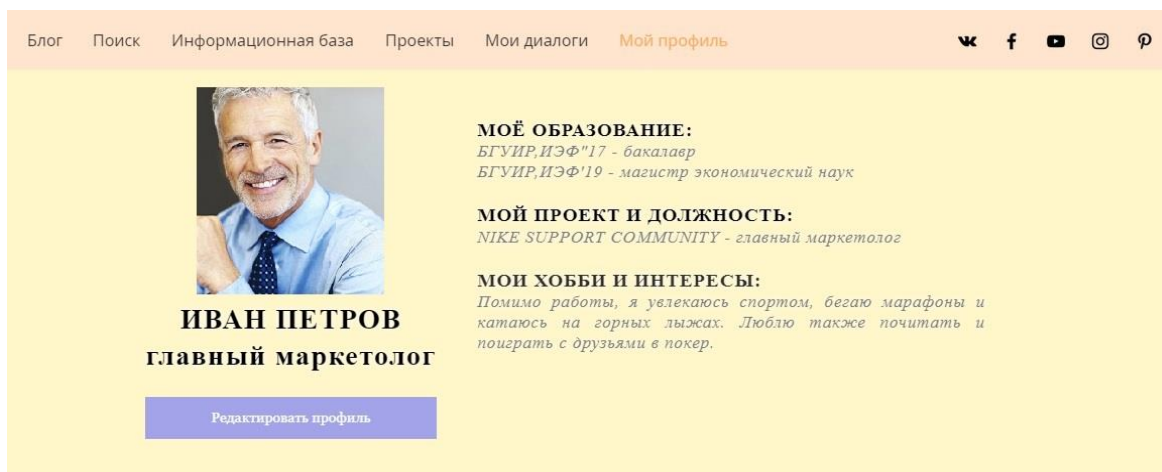 Блог Поиск Информационная база Проекты Мои диалоги Мой профиль
МОЁ ОБРАЗОВАНИЕ:
БГУИР,ИЭФ"17 - бакалавр
БГУИР,ИЭФ'19 - магистр экономический наук
МОЙ ПРОЕКТ И ДОЛЖНОСТЬ:
NIKE SUPPORT COMMUNITY - главный маркетолог
МОИ ХОББИ И ИНТЕРЕСЫ:
Помимо работы, я увлекаюсь спортом, бегаю марафоны и
катаюсь на горных лыжах. Люблю также почитать и
поиграть с друзьями в покер.
ИВАН ПЕТРОВ
главный маркетолог
Редактировать профиль